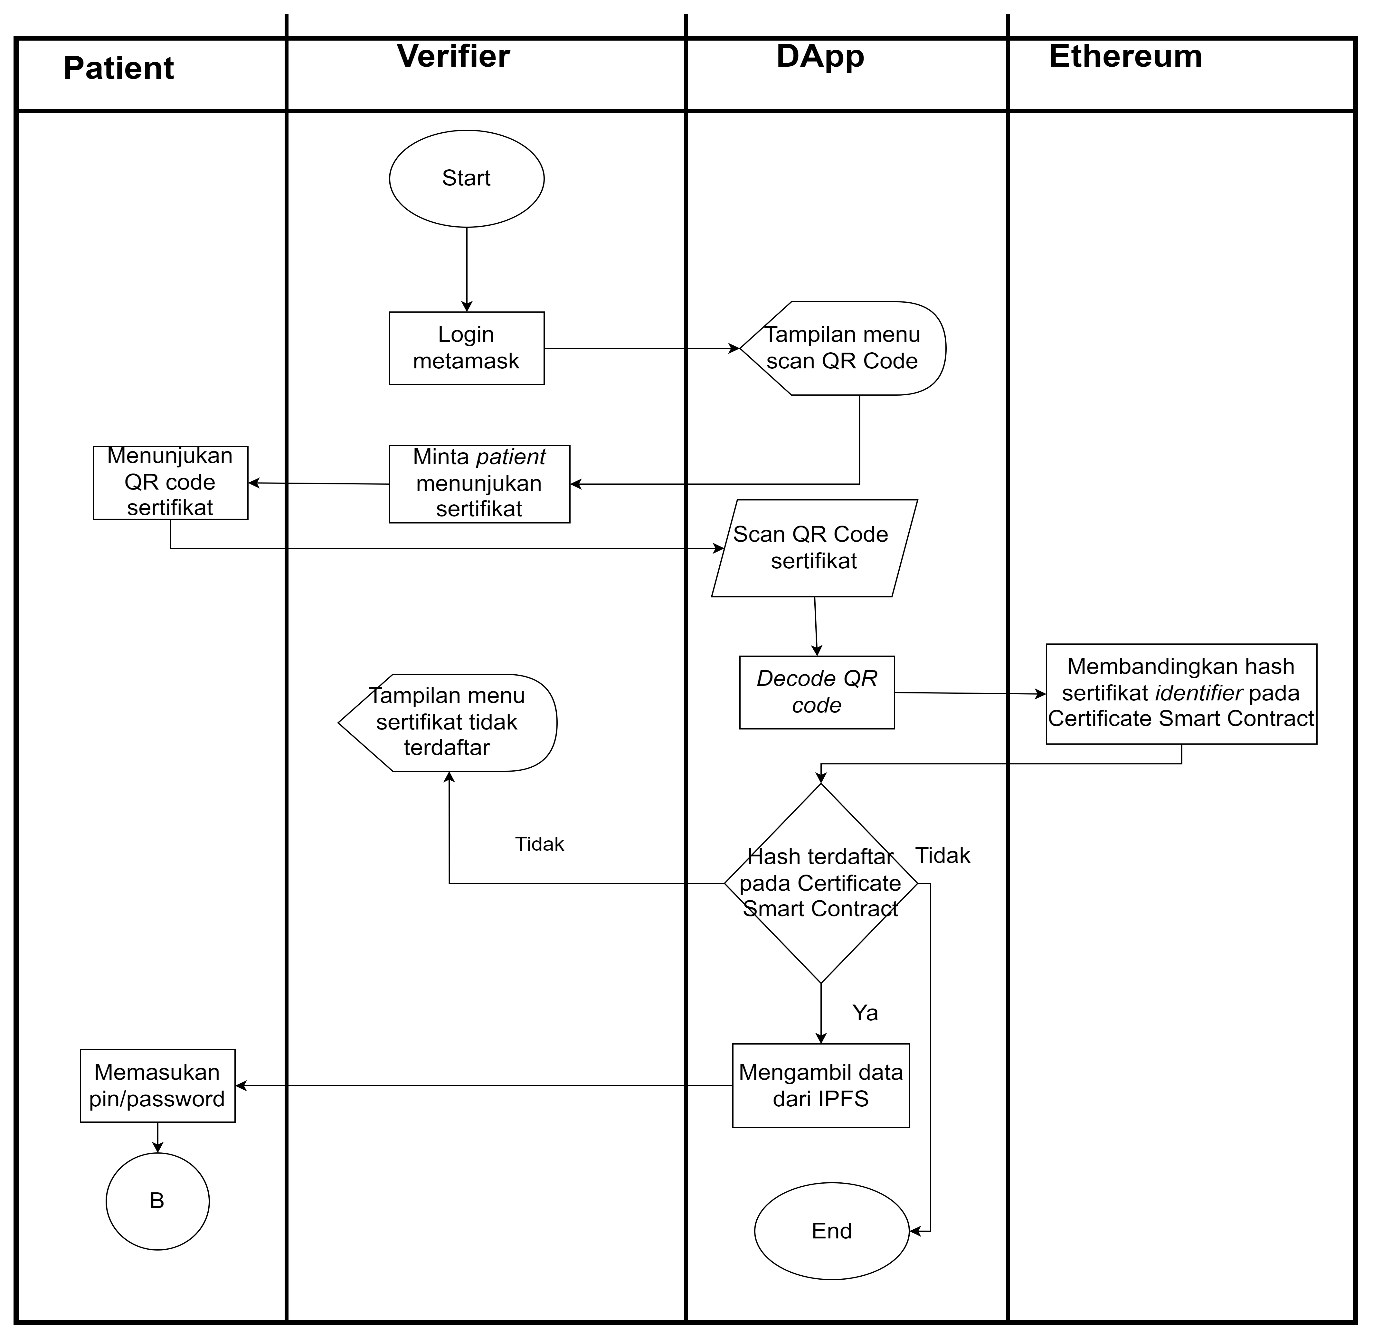 Patient
Verifier
DApp
Ethereum
Start
Login
metamask
Tampilan menu
scan QR Code
Menunjukan
QR code
sertifikat
Minta patient
menunjukan
sertifikat
Scan QR Code
sertifikat
Decode QR
code
Membandingkan hash
sertifikat identifier pada
Certificate Smart Contract
Tampilan menu
sertifikat tidak
terdaftar
Tidak
Hash terdaftar
pada Certificate
Smart Contract
Tidak
Ya
Memasukan
pin/password
Mengambil data
dari IPFS
B
End